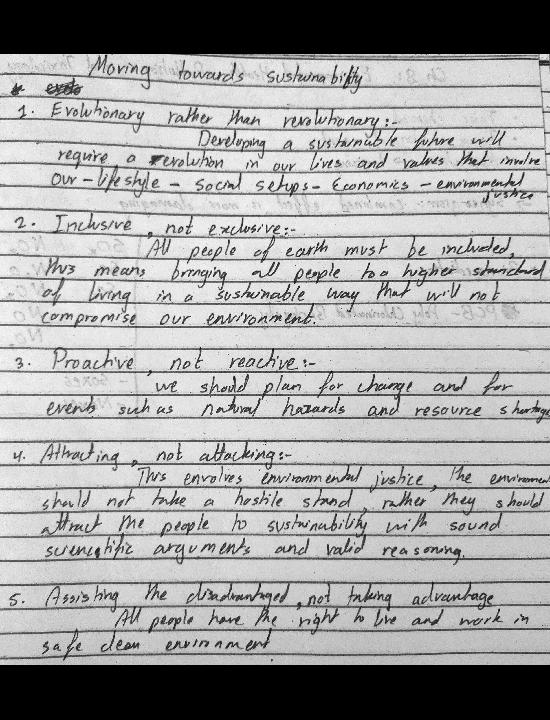 Moving towards sustainability
1. Evolutionary rather than revolutionary:-
Developing a sustainable future will
require a revolution in our lives and values that involve
our - lifestyle - social setups - Economics - environmental
justice
2. Inclusive, not exclusive:-
All people of earth must be included,
this means bringing all people to a higher standard
of living in a sustainable way that will not
compromise our environment.
3. Proactive, not reactive:-
we should plan for change and for
events such as natural hazards and resource shortage
4. Attracting, not attacking:-
This envolves environmental justice, the environmen
should not take a hostile stand, rather they should
attract the people to sustainability with sound
sciencetific arguments and valid reasoning.
5. Assisting the disadvantaged, not taking advantage
All people have the right to live and work in
safe clean environment